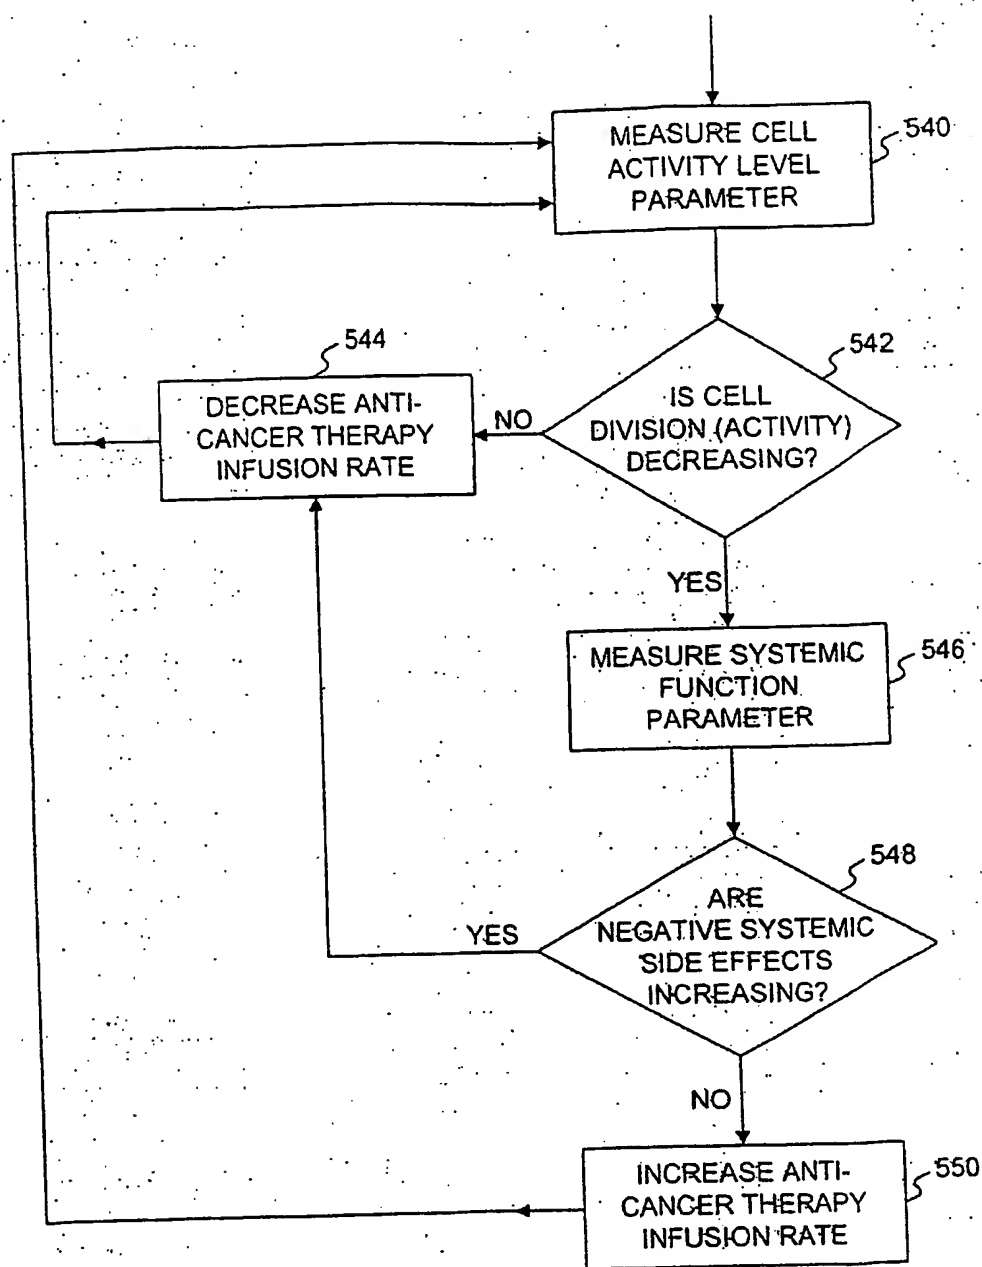 MEASURE CELL
ACTIVITY LEVEL
PARAMETER
540
544
542
DECREASE ANTI-
CANCER THERAPY
INFUSION RATE
NO
IS CELL
DIVISION (ACTIVITY)
DECREASING?
YES
MEASURE SYSTEMIC
FUNCTION
PARAMETER
546
548
ARE
NEGATIVE SYSTEMIC
SIDE EFFECTS
INCREASING?
YES
NO
INCREASE ANTI-
CANCER THERAPY
INFUSION RATE
550